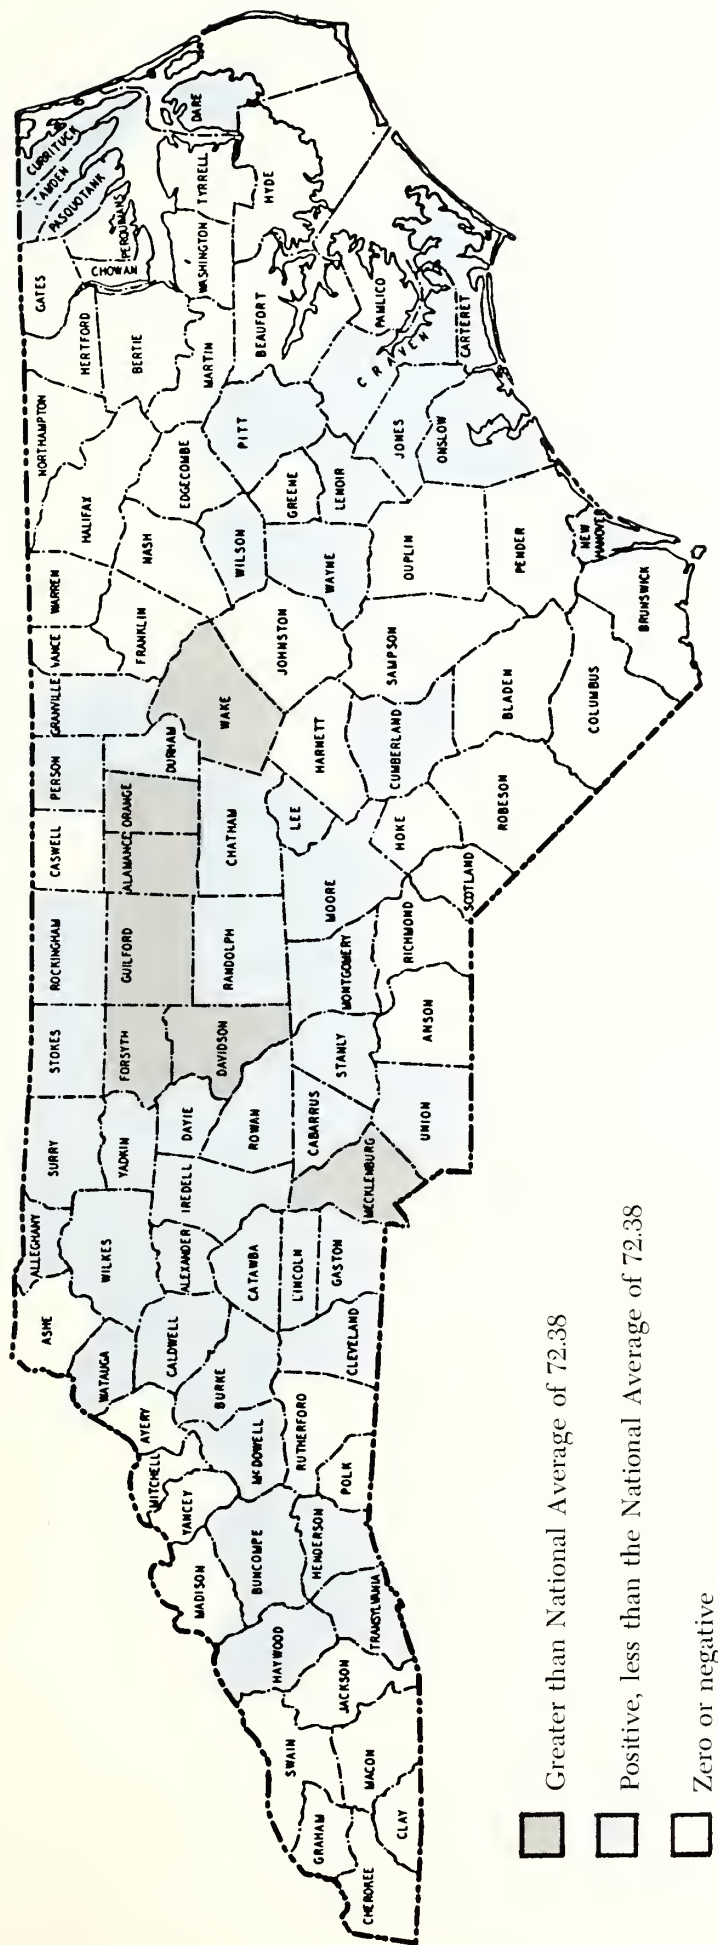 CURRITUCK
CAMDEN
PASQUOTANK
PERQUIMANS
GATES
CHOWAN
HERTFORD
NORTHAMPTON
BERTIE
HALIFAX
WARREN
VANCE
GRANVILLE
PERSON
CASWELL
ROCKINGHAM
STOKES
SURRY
ALLEGHANY
ASHE
DARE
TYRRELL
WASHINGTON
HYDE
MARTIN
BEAUFORT
EDGECOMBE
NASH
FRANKLIN
PITT
WILSON
WAKE
DURHAM
ORANGE
ALAMANCE
GUILFORD
FORSYTH
YADKIN
WILKES
WATAUGA
PAMLICO
CRAVEN
GREENE
LENOIR
WAYNE
JOHNSTON
CHATHAM
RANDOLPH
DAVIDSON
DAVIE
IREDELL
ALEXANDER
CALDWELL
AVERY
MITCHELL
YANCEY
MADISON
CARTERET
JONES
ONSLOW
DUPLIN
SAMPSON
HARNETT
LEE
MOORE
MONTGOMERY
STANLY
ROWAN
CABARRUS
CATAWBA
LINCOLN
BURKE
McDOWELL
BUNCOMPE
HAYWOOD
SWAIN
GRAHAM
CHEROKEE
CLAY
MACON
JACKSON
TRANSYLVANIA
HENDERSON
POLK
RUTHERFORD
CLEVELAND
GASTON
MECKLENBURG
UNION
ANSON
RICHMOND
SCOTLAND
HOKE
CUMBERLAND
ROBESON
BLADEN
COLUMBUS
BRUNSWICK
PENDER
NEW
HANOVER
Greater than National Average of 72.38
Positive, less than the National Average of 72.38
Zero or negative